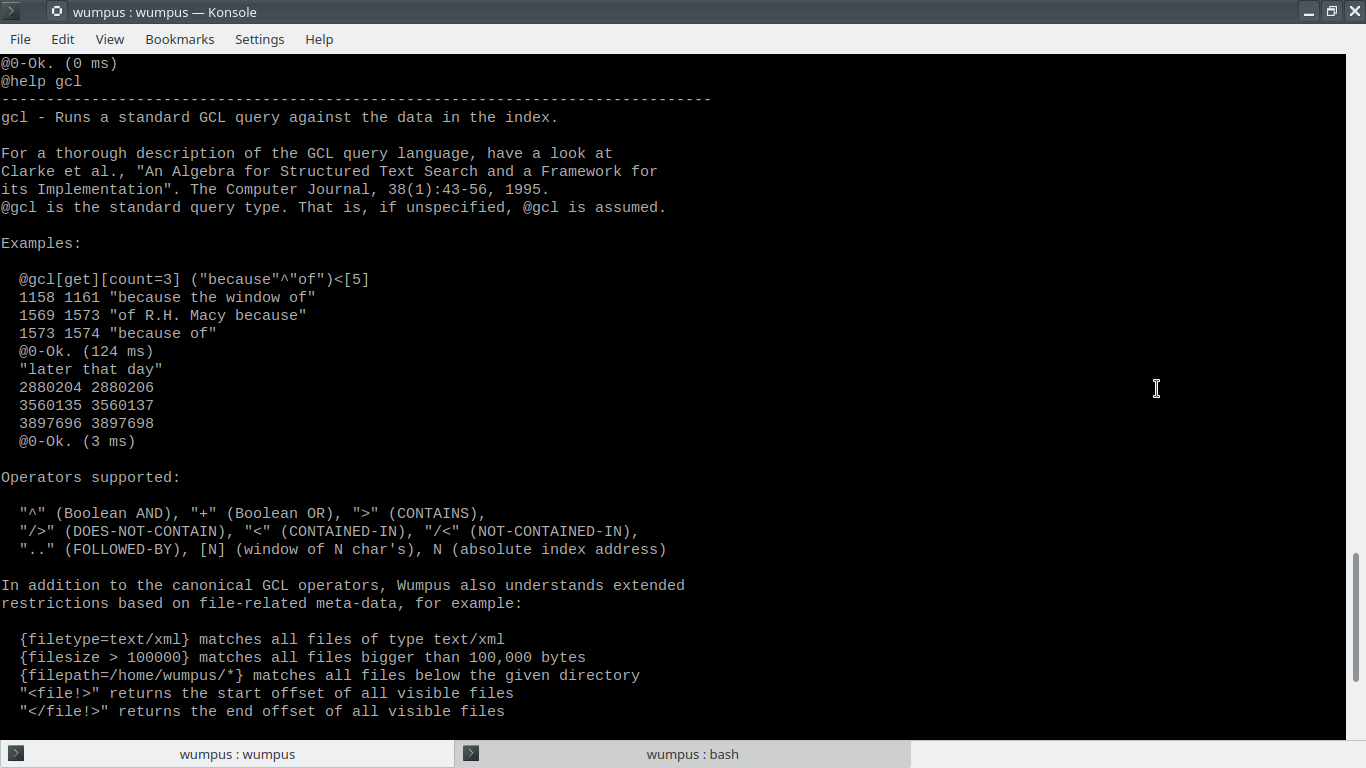 wumpus : wumpus — Konsole
File Edit View Bookmarks Settings Help
@0-Ok. (0 ms)
@help gcl
-------------------------------------------------------------------------------
gcl - Runs a standard GCL query against the data in the index.
For a thorough description of the GCL query language, have a look at
Clarke et al., "An Algebra for Structured Text Search and a Framework for
its Implementation". The Computer Journal, 38(1):43-56, 1995.
@gcl is the standard query type. That is, if unspecified, @gcl is assumed.
Examples:
@gcl[get][count=3] ("because"^"of")<[5]
1158 1161 "because the window of"
1569 1573 "of R.H. Macy because"
1573 1574 "because of"
@0-Ok. (124 ms)
"later that day"
2880204 2880206
3560135 3560137
3897696 3897698
@0-Ok. (3 ms)
Operators supported:
"^" (Boolean AND), "+" (Boolean OR), ">" (CONTAINS),
"/>" (DOES-NOT-CONTAIN), "<" (CONTAINED-IN), "/<" (NOT-CONTAINED-IN),
".." (FOLLOWED-BY), [N] (window of N char's), N (absolute index address)
In addition to the canonical GCL operators, Wumpus also understands extended
restrictions based on file-related meta-data, for example:
{filetype=text/xml} matches all files of type text/xml
{filesize > 100000} matches all files bigger than 100,000 bytes
{filepath=/home/wumpus/*} matches all files below the given directory
"<file!>" returns the start offset of all visible files
"</file!>" returns the end offset of all visible files
wumpus : wumpus
wumpus : bash